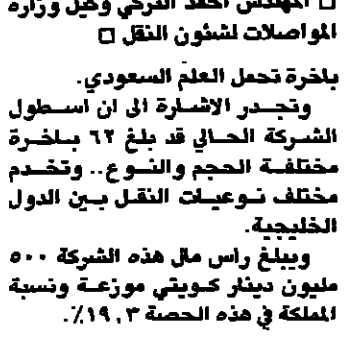 □ المهندس احمد التركي وكيل وزارة
المواصلات لشئون النقل □
باخرة تحمل العلم السعودي.
وتجدر الاشارة الى ان اسطول
الشركة الحالي قد بلغ ٦٢ باخرة
مختلفة الحجم والنوع.. وتخدم
مختلف نوعيات النقل بين الدول
الخليجية.
ويبلغ راس مال هذه الشركة ٥٠٠
مليون دينار كويتي موزعة ونسبة
المملكة في هذه الحصة ١٩,٣٪.